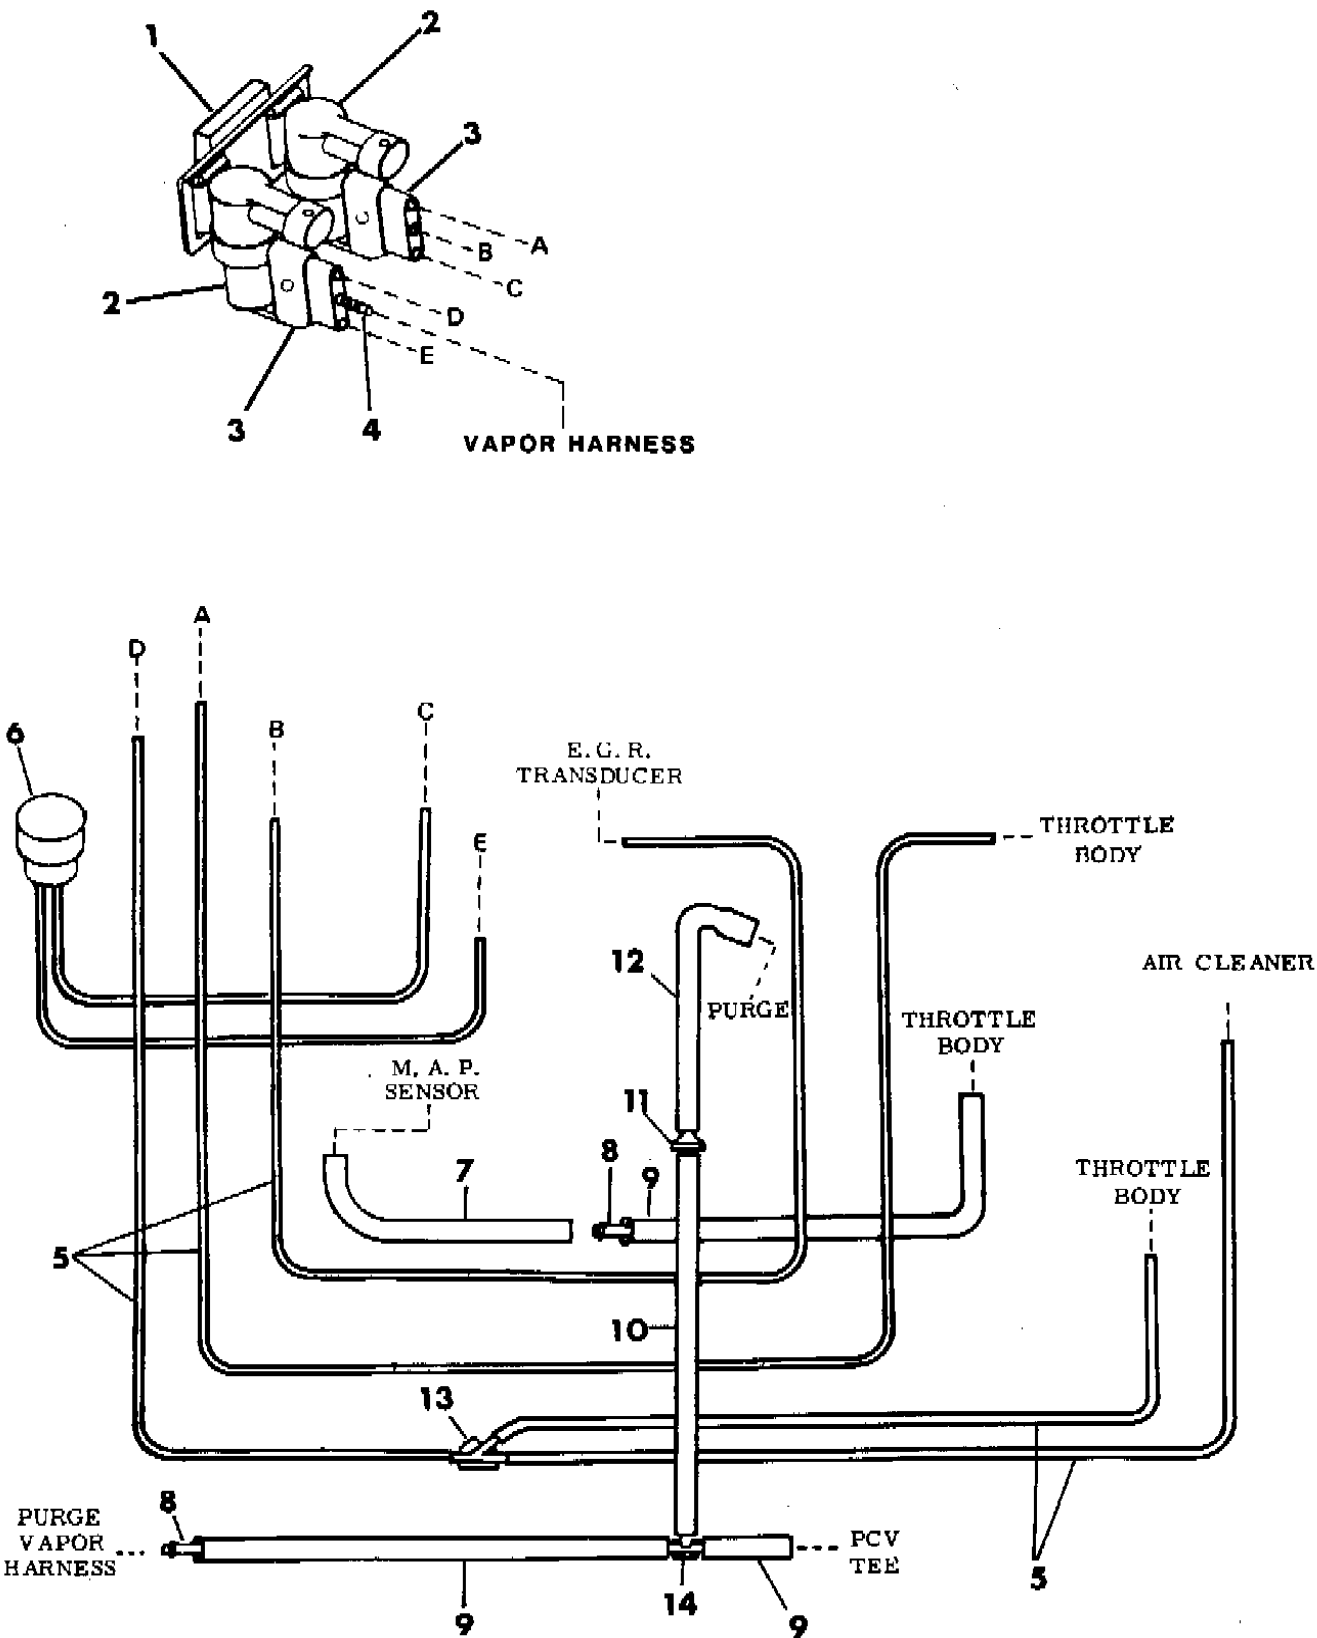 1
2
3
A
B
C
2
D
E
3
4
VAPOR HARNESS
A
D
B
C
6
E. G. R.
TRANSDUCER
E
THROTTLE
BODY
12
AIR CLEANER
PURGE
THROTTLE
BODY
M. A. P.
SENSOR
11
8
9
7
THROTTLE
BODY
5
10
13
8
PURGE
VAPOR
HARNESS
PCV
TEE
5
14
9
9